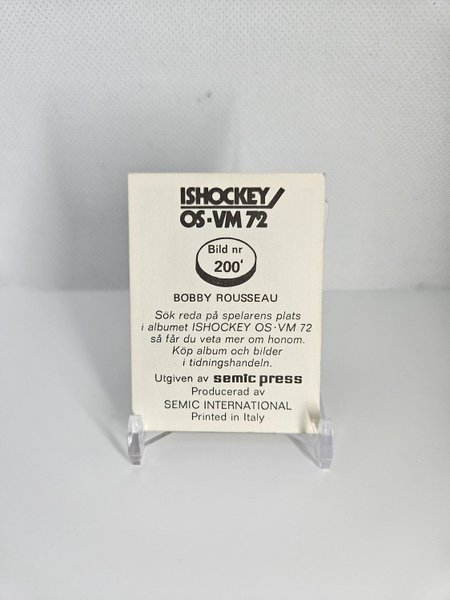 ISHOCKEY/
OS·VM 72
Bild nr
200'
BOBBY ROUSSEAU
Sök reda på spelarens plats
i albumet ISHOCKEY OS·VM 72
så får du veta mer om honom.
Köp album och bilder
i tidningshandeln.
Utgiven av semic press
Producerad av
SEMIC INTERNATIONAL
Printed in Italy